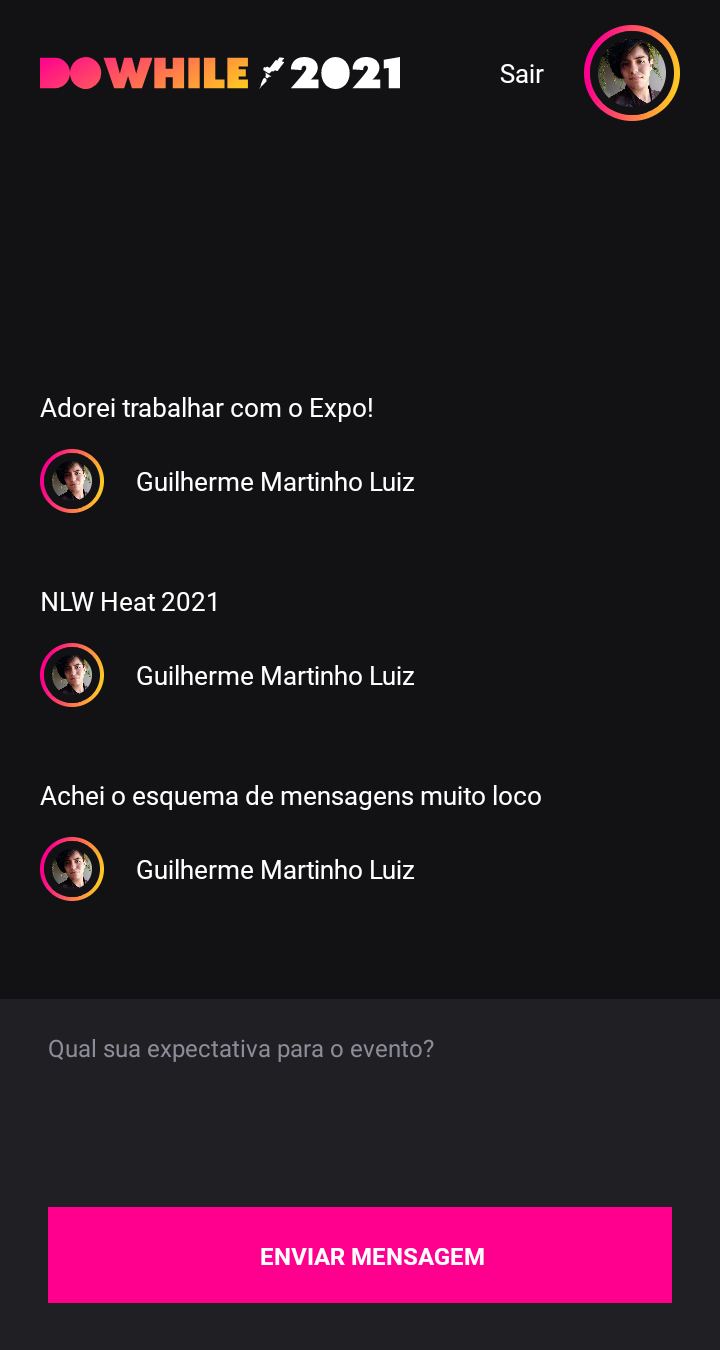 DOWHILE 2021
Sair
Adorei trabalhar com o Expo!
Guilherme Martinho Luiz
NLW Heat 2021
Guilherme Martinho Luiz
Achei o esquema de mensagens muito loco
Guilherme Martinho Luiz
Qual sua expectativa para o evento?
ENVIAR MENSAGEM